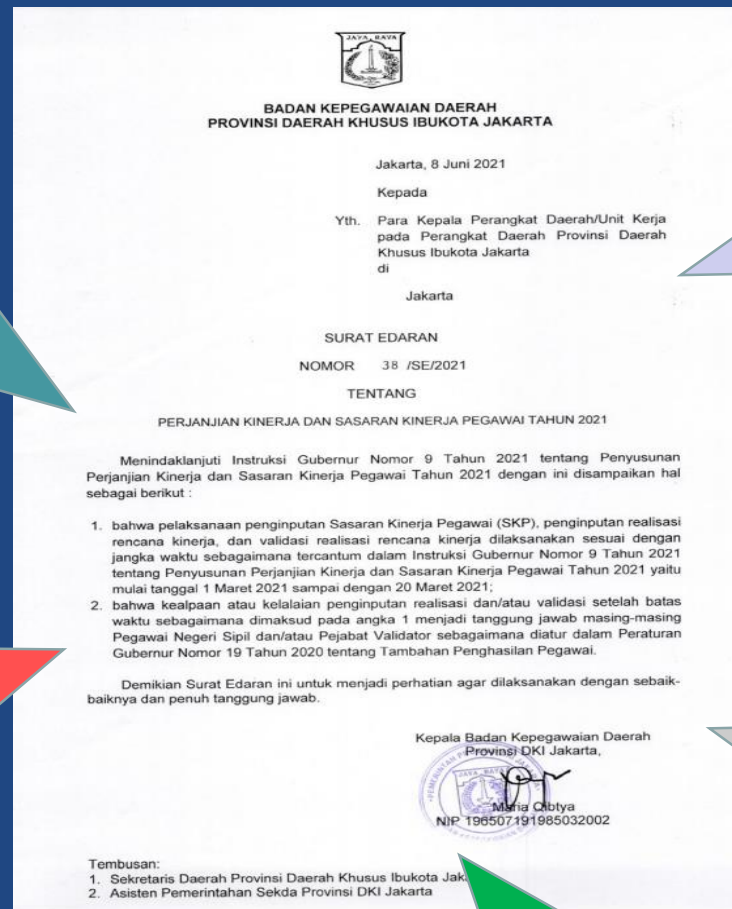 JAYA RAYA
BADAN KEPEGAWAIAN DAERAH
PROVINSI DAERAH KHUSUS IBUKOTA JAKARTA
Jakarta, 8 Juni 2021
Kepada
Yth. Para Kepala Perangkat Daerah/Unit Kerja
pada Perangkat Daerah Provinsi Daerah
Khusus Ibukota Jakarta
di
Jakarta
SURAT EDARAN
NOMOR 38 /SE/2021
TENTANG
PERJANJIAN KINERJA DAN SASARAN KINERJA PEGAWAI TAHUN 2021
Menindaklanjuti Instruksi Gubernur Nomor 9 Tahun 2021 tentang Penyusunan
Perjanjian Kinerja dan Sasaran Kinerja Pegawai Tahun 2021 dengan ini disampaikan hal
sebagai berikut :
1. bahwa pelaksanaan penginputan Sasaran Kinerja Pegawai (SKP), penginputan realisasi
rencana kinerja, dan validasi realisasi rencana kinerja dilaksanakan sesuai dengan
jangka waktu sebagaimana tercantum dalam Instruksi Gubernur Nomor 9 Tahun 2021
tentang Penyusunan Perjanjian Kinerja dan Sasaran Kinerja Pegawai Tahun 2021 yaitu
mulai tanggal 1 Maret 2021 sampai dengan 20 Maret 2021;
2. bahwa kealpaan atau kelalaian penginputan realisasi dan/atau validasi setelah batas
waktu sebagaimana dimaksud pada angka 1 menjadi tanggung jawab masing-masing
Pegawai Negeri Sipil dan/atau Pejabat Validator sebagaimana diatur dalam Peraturan
Gubernur Nomor 19 Tahun 2020 tentang Tambahan Penghasilan Pegawai.
Demikian Surat Edaran ini untuk menjadi perhatian agar dilaksanakan dengan sebaik-
baiknya dan penuh tanggung jawab.
Kepala Badan Kepegawaian Daerah
Provinsi DKI Jakarta,
Maria Qibtya
NIP 196507191985032002
Tembusan:
1. Sekretaris Daerah Provinsi Daerah Khusus Ibukota Jak
2. Asisten Pemerintahan Sekda Provinsi DKI Jakarta